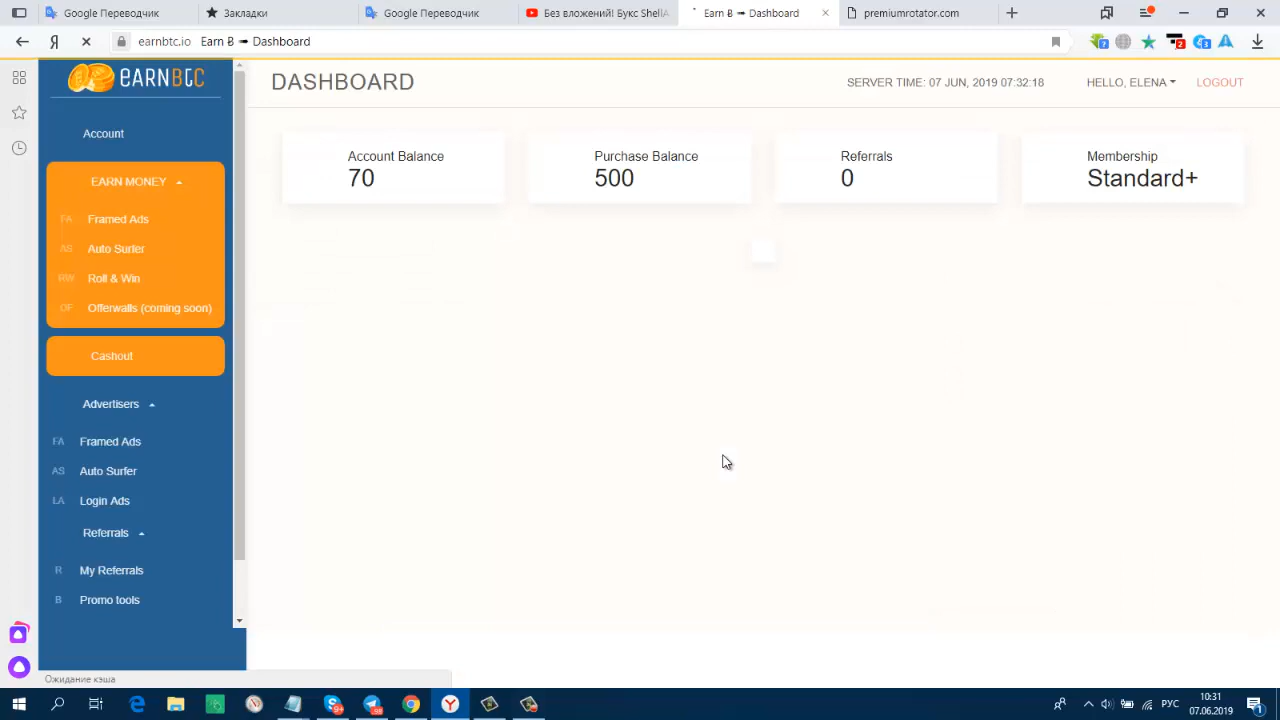 Google Переводчик
Закладки
Google Переводчик
Без вложений! Букс ShellA
Earn B ➡ Dashboard
premiumrotator.com
Я
earnbtc.io
Earn B ➡ Dashboard
7
2
3
EARNBTC
DASHBOARD
SERVER TIME: 07 JUN, 2019 07:32:18
HELLO, ELENA
LOGOUT
Account
Account Balance
70
Purchase Balance
500
Referrals
0
Membership
Standard+
EARN MONEY
FA Framed Ads
AS Auto Surfer
RW Roll & Win
OF Offerwalls (coming soon)
Cashout
Advertisers
FA Framed Ads
AS Auto Surfer
LA Login Ads
Referrals
R My Referrals
B Promo tools
Ожидание кэша
РУС
10:31
07.06.2019
1